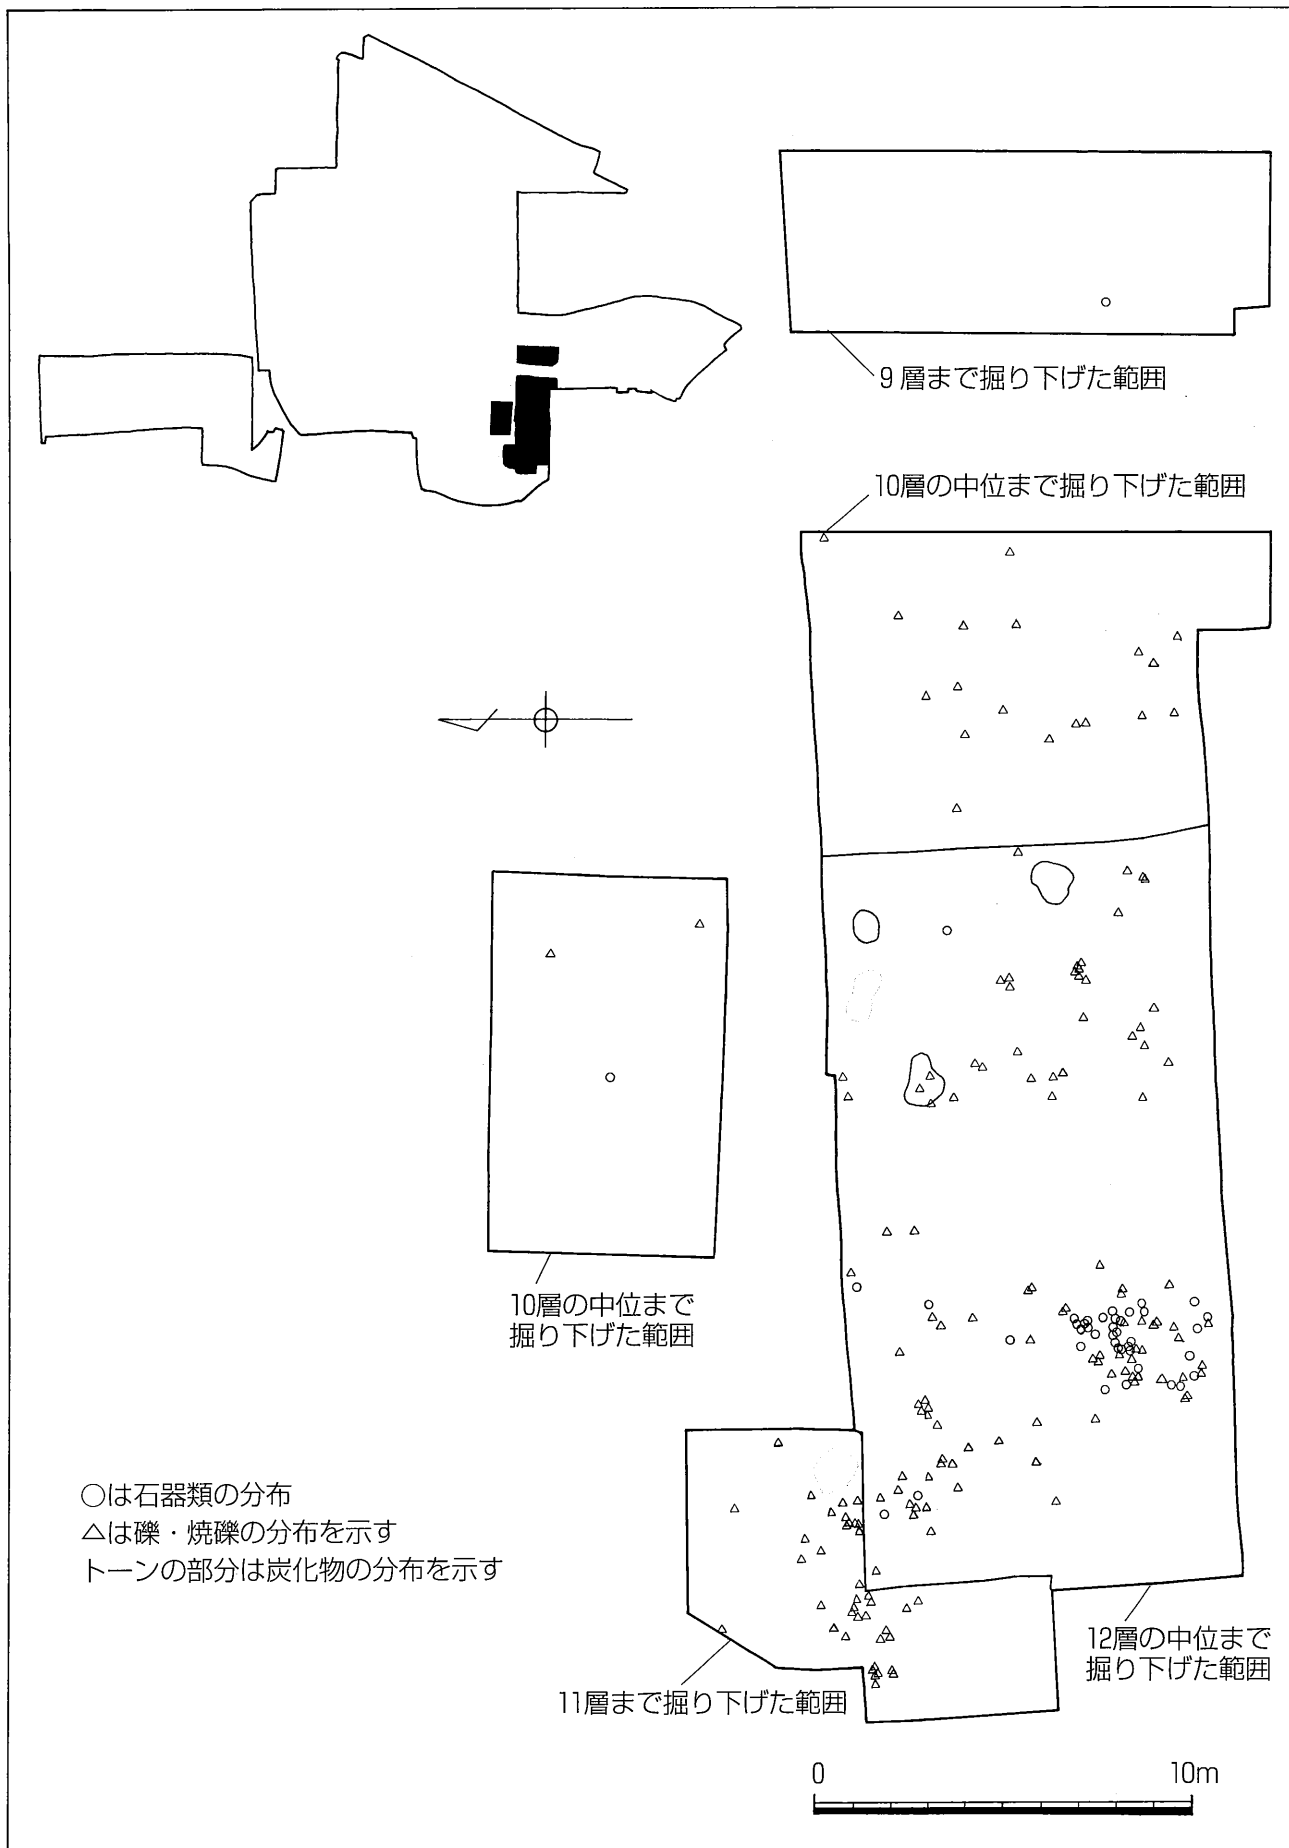 9層まで掘り下げた範囲
10層の中位まで掘り下げた範囲
10層の中位まで
掘り下げた範囲
○は石器類の分布
△は礫・焼礫の分布を示す
トーンの部分は炭化物の分布を示す
12層の中位まで
掘り下げた範囲
11層まで掘り下げた範囲
0 10m